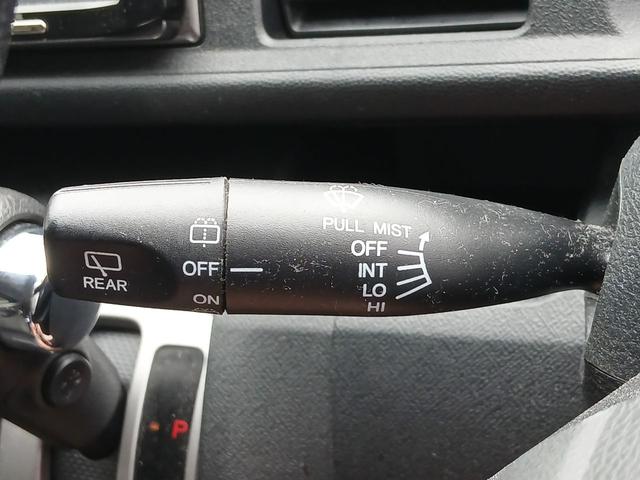 PULL MIST
OFF
INT
LO
HI
OFF
ON
REAR
P